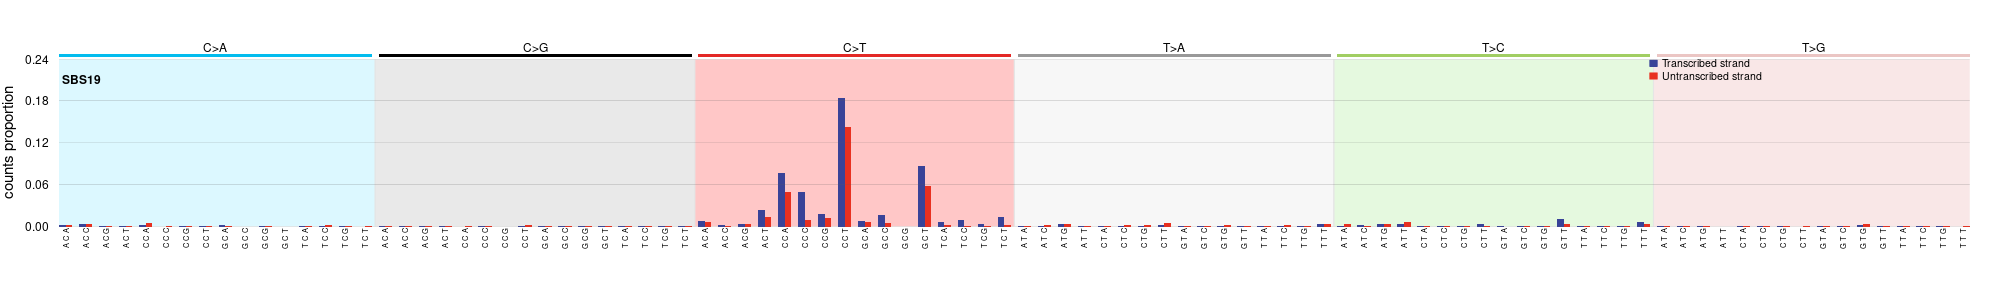 C>A C>G C>T T>A T>C T>G
0.24
SBS19
Transcribed strand
Untranscribed strand
0.18
0.12
0.06
0.00
counts proportion
ACA ACC ACG ACT CCA CCC CCG CCT GCA GCC GCG GCT TCA TCC TCG TCT ACA ACC ACG ACT CCA CCC CCG CCT GCA GCC GCG GCT TCA TCC TCG TCT ACA ACC ACG ACT CCA CCC CCG CCT GCA GCC GCG GCT TCA TCC TCG TCT ATA ATC ATG ATT CTA CTC CTG CTT GTA GTC GTG GTT TTA TTC TTG TTT ATA ATC ATG ATT CTA CTC CTG CTT GTA GTC GTG GTT TTA TTC TTG TTT ATA ATC ATG ATT CTA CTC CTG CTT GTA GTC GTG GTT TTA TTC TTG TTT